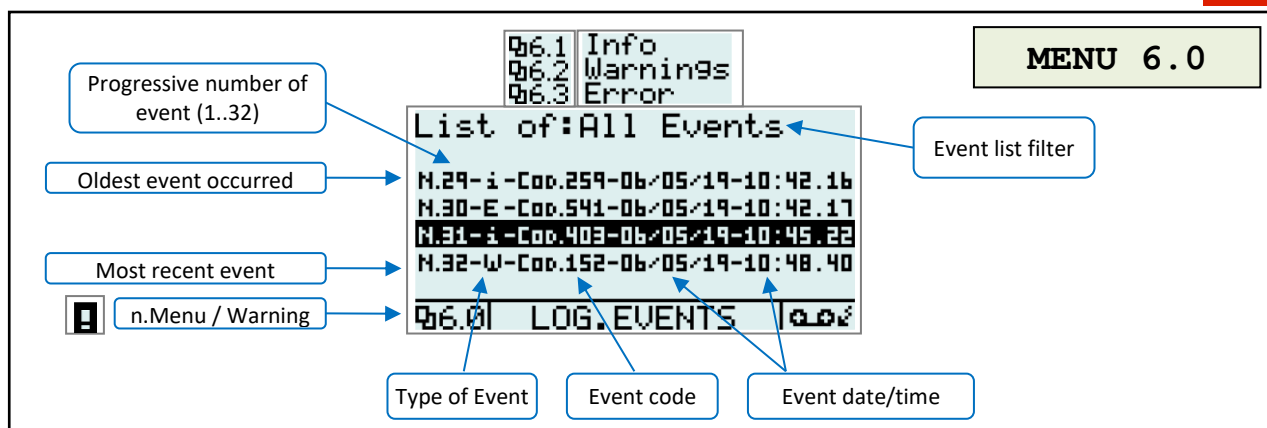 MENU 6.0
6.1 Info
6.2 Warnings
6.3 Error
Progressive number of
event (1..32)
List of:All Events
Event list filter
Oldest event occurred
N.29-i-Cod.259-06/05/19-10:42.16
N.30-E-Cod.541-06/05/19-10:42.17
N.31-i-Cod.403-06/05/19-10:45.22
Most recent event
N.32-W-Cod.152-06/05/19-10:48.40
n.Menu / Warning
6.0 LOG.EVENTS
Type of Event
Event code
Event date/time